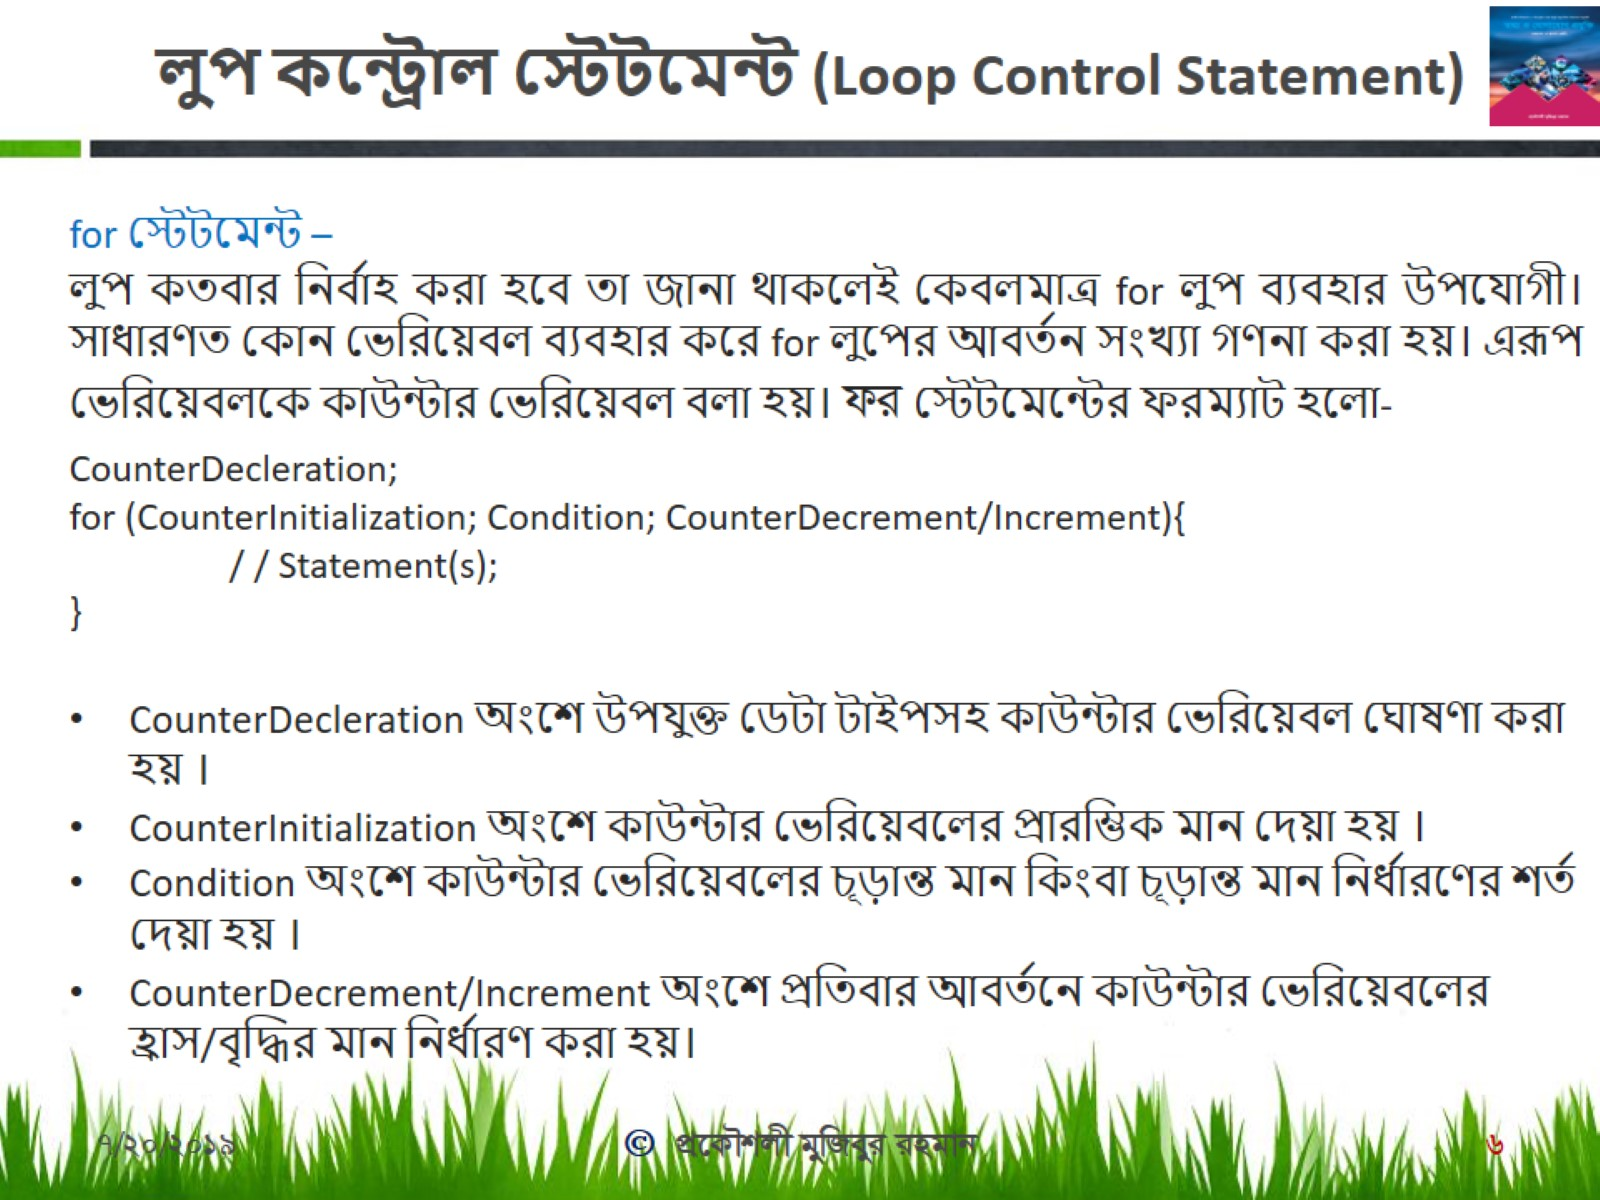 লুপ কন্ট্রোল স্টেটমেন্ট (Loop Control Statement)
for স্টেটমেন্ট –
লুপ কতবার নির্বাহ করা হবে তা জানা থাকলেই কেবলমাত্র for লুপ ব্যবহার উপযোগী।
সাধারণত কোন ভেরিয়েবল ব্যবহার করে for লুপের আবর্তন সংখ্যা গণনা করা হয়। এরূপ
ভেরিয়েবলকে কাউন্টার ভেরিয়েবল বলা হয়। ফর স্টেটমেন্টের ফরম্যাট হলো-
CounterDecleration;
for (CounterInitialization; Condition; CounterDecrement/Increment){
/ / Statement(s);
}
• CounterDecleration অংশে উপযুক্ত ডেটা টাইপসহ কাউন্টার ভেরিয়েবল ঘোষণা করা
হয় ।
• CounterInitialization অংশে কাউন্টার ভেরিয়েবলের প্রারম্ভিক মান দেয়া হয় ।
• Condition অংশে কাউন্টার ভেরিয়েবলের চূড়ান্ত মান কিংবা চূড়ান্ত মান নির্ধারণের শর্ত
দেয়া হয় ।
• CounterDecrement/Increment অংশে প্রতিবার আবর্তনে কাউন্টার ভেরিয়েবলের
হ্রাস/বৃদ্ধির মান নির্ধারণ করা হয়।
৭/২০/২০১৯
© প্রকৌশলী মুজিবুর রহমান
৬